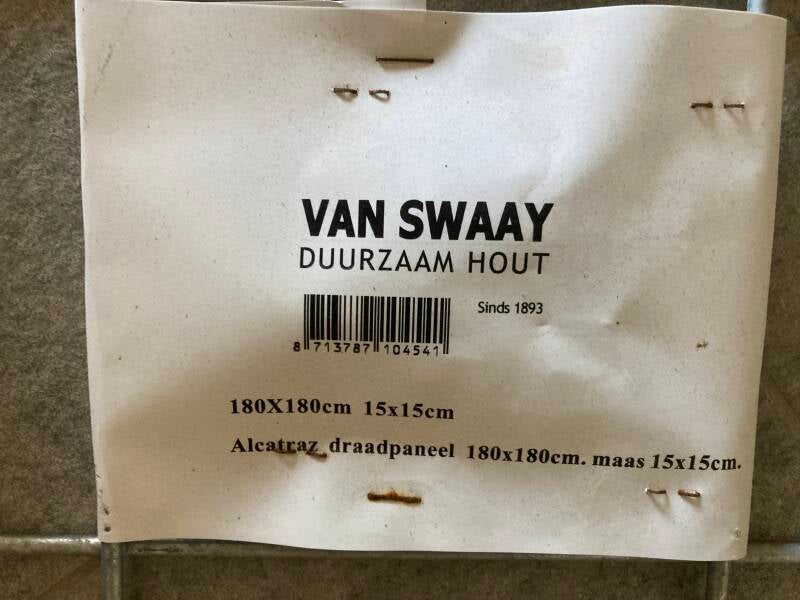 VAN SWAAY
DUURZAAM HOUT
Sinds 1893
8 713787 104541
180X180cm 15x15cm
Alcatraz draadpaneel 180x180cm. maas 15x15cm.